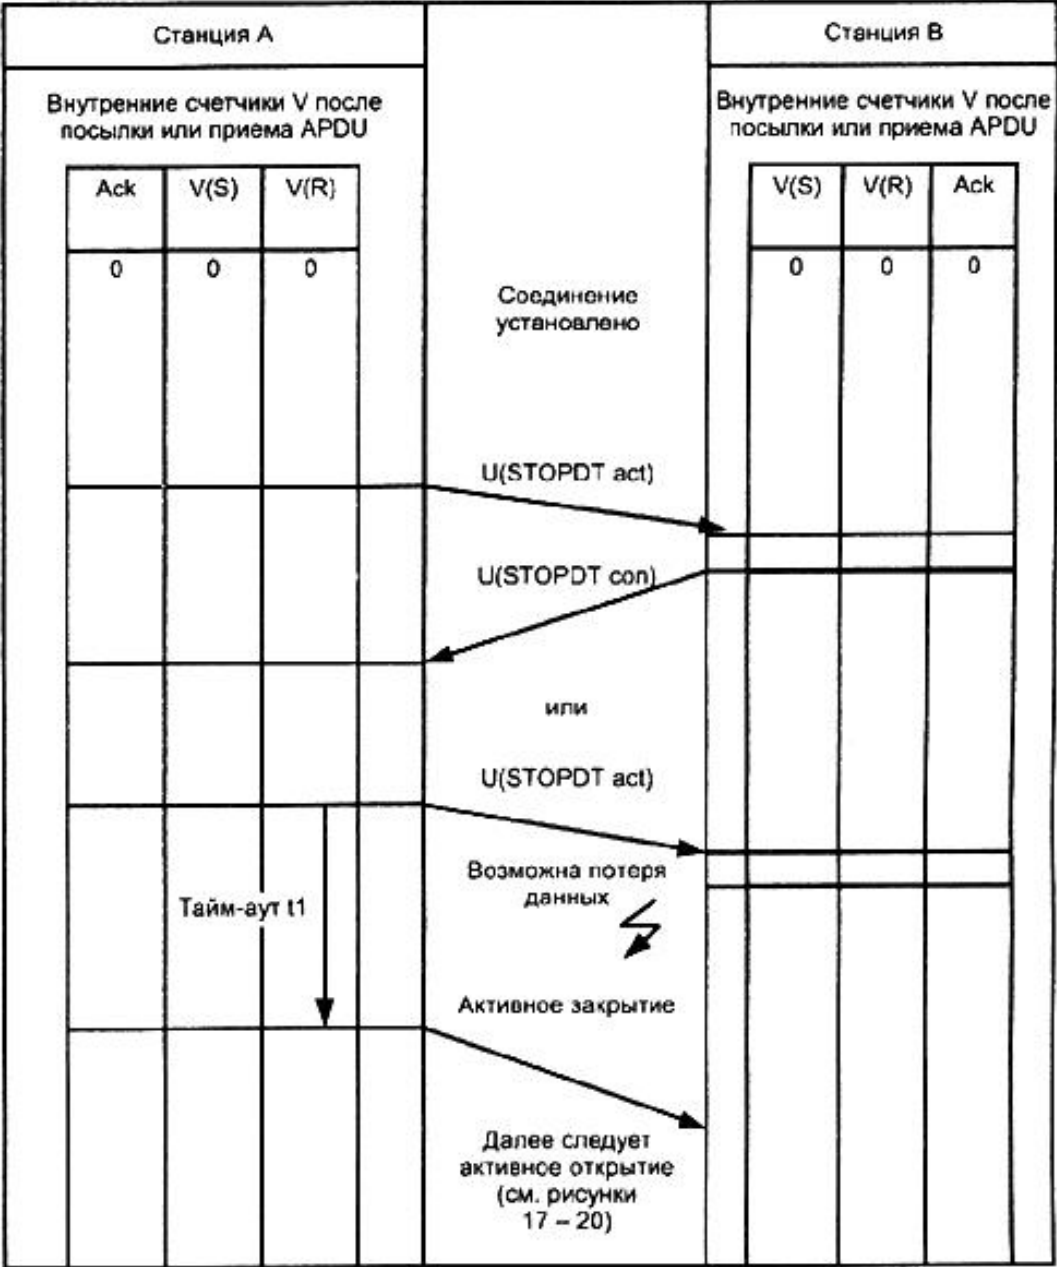 Станция А
Станция В
Внутренние счетчики V после
посылки или приема APDU
Внутренние счетчики V после
посылки или приема APDU
Ack V(S) V(R)
V(S) V(R) Ack
0 0 0
0 0 0
Соединение
установлено
U(STOPDT act)
U(STOPDT con)
или
U(STOPDT act)
Возможна потеря
данных
Тайм-аут t1
Активное закрытие
Далее следует
активное открытие
(см. рисунки
17 – 20)